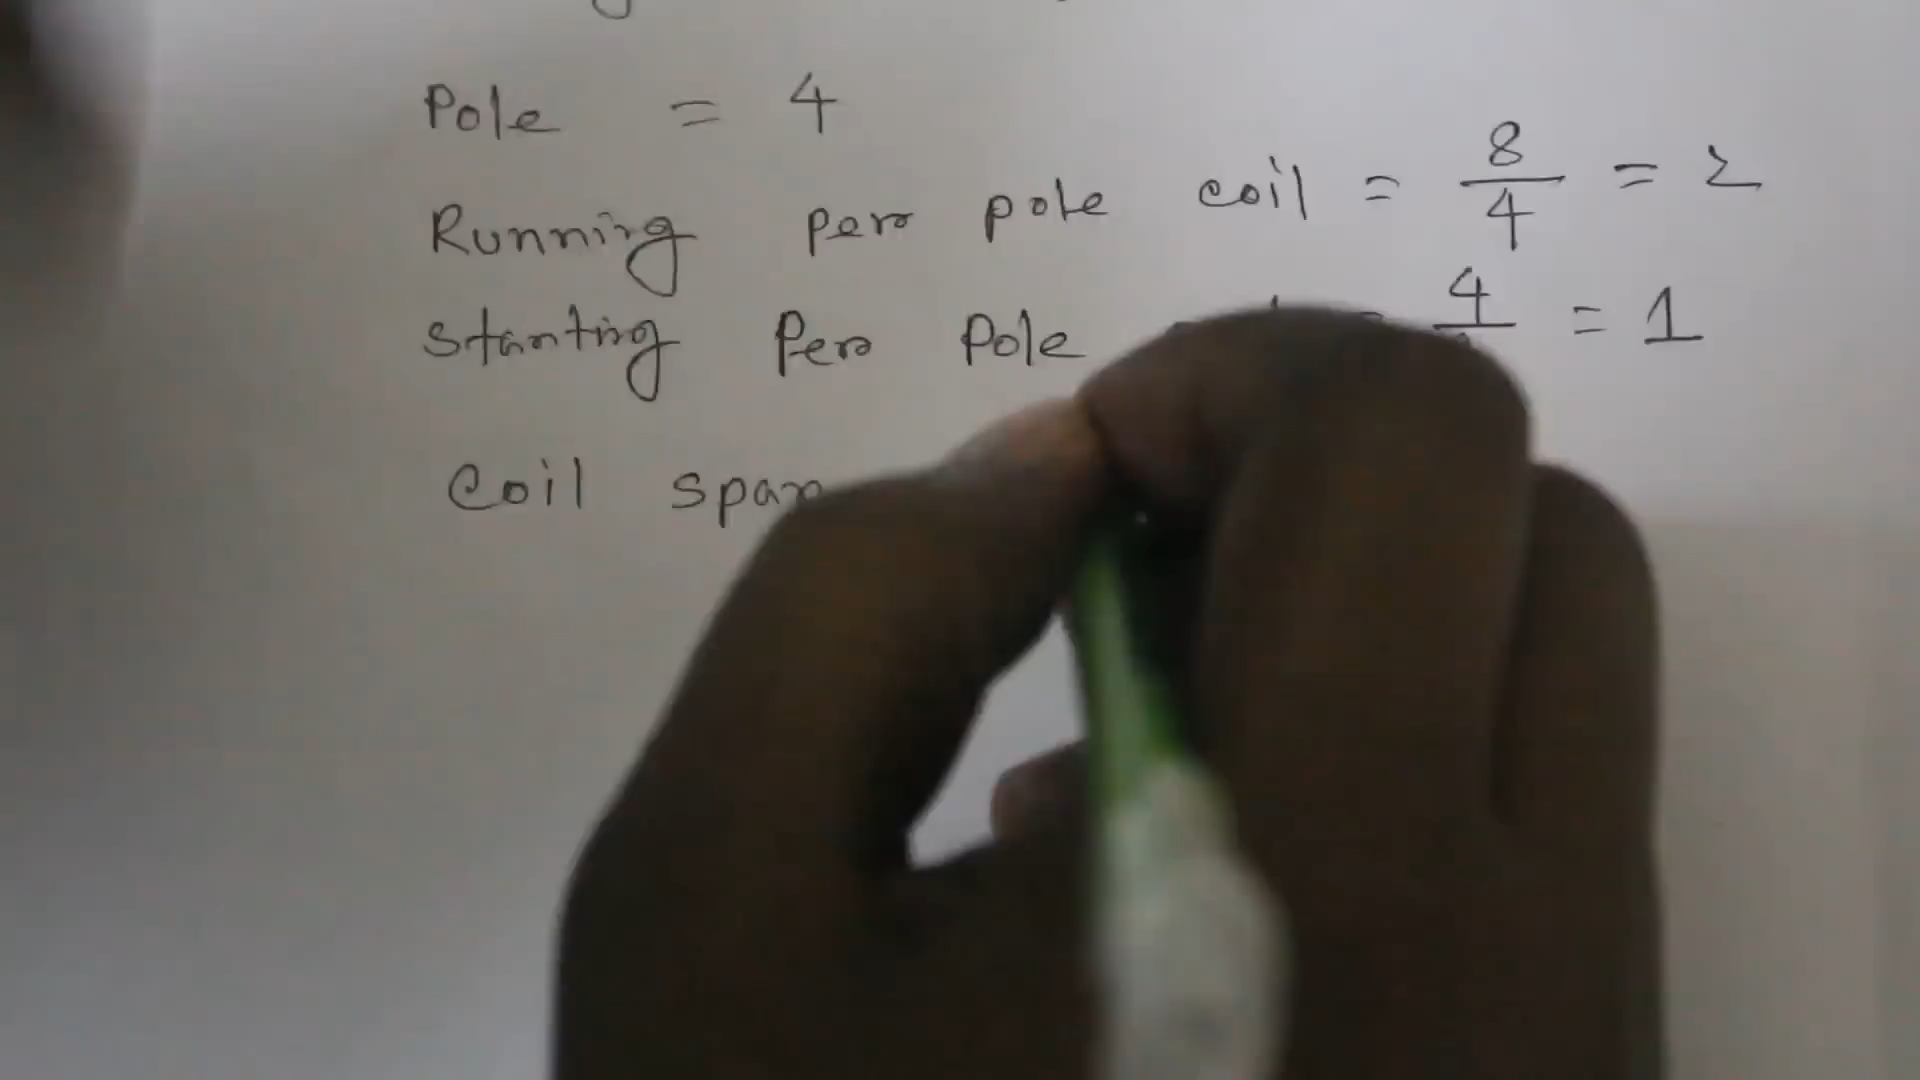 Pole = 4
Running per pole coil = 8/4 = 2
Starting Per Pole = 4 = 1
Coil span